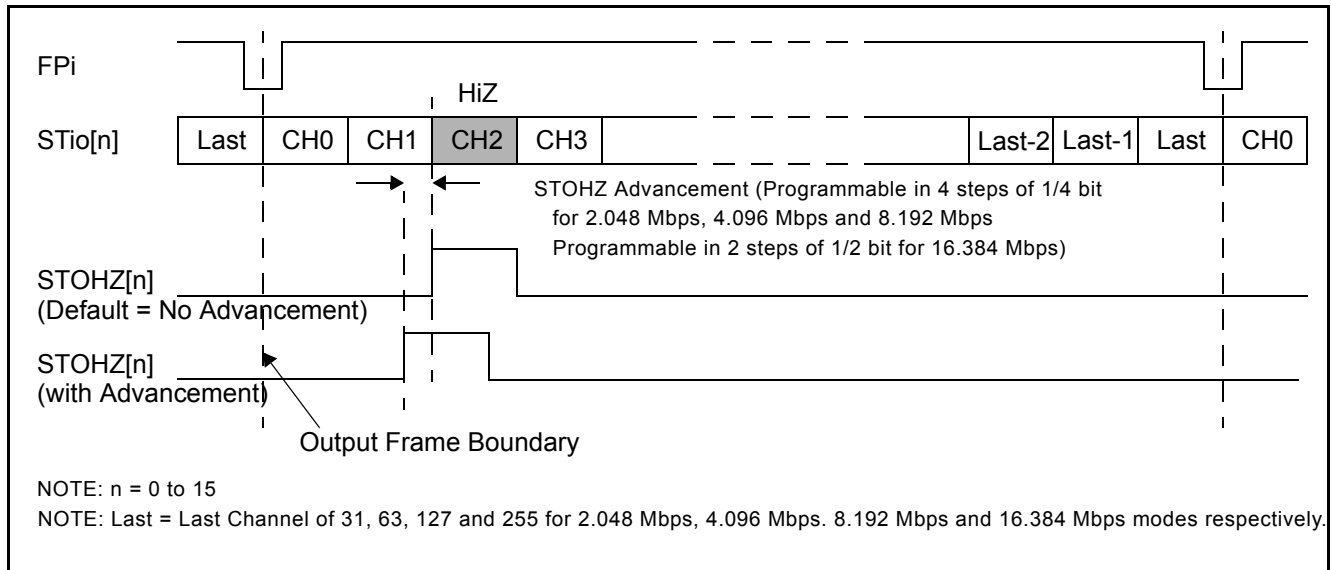 FPi
HiZ
STio[n] Last CH0 CH1 CH2 CH3 Last-2 Last-1 Last CH0
STOHZ Advancement (Programmable in 4 steps of 1/4 bit
for 2.048 Mbps, 4.096 Mbps and 8.192 Mbps
Programmable in 2 steps of 1/2 bit for 16.384 Mbps)
STOHZ[n]
(Default = No Advancement)
STOHZ[n]
(with Advancement)
Output Frame Boundary
NOTE: n = 0 to 15
NOTE: Last = Last Channel of 31, 63, 127 and 255 for 2.048 Mbps, 4.096 Mbps. 8.192 Mbps and 16.384 Mbps modes respectively.